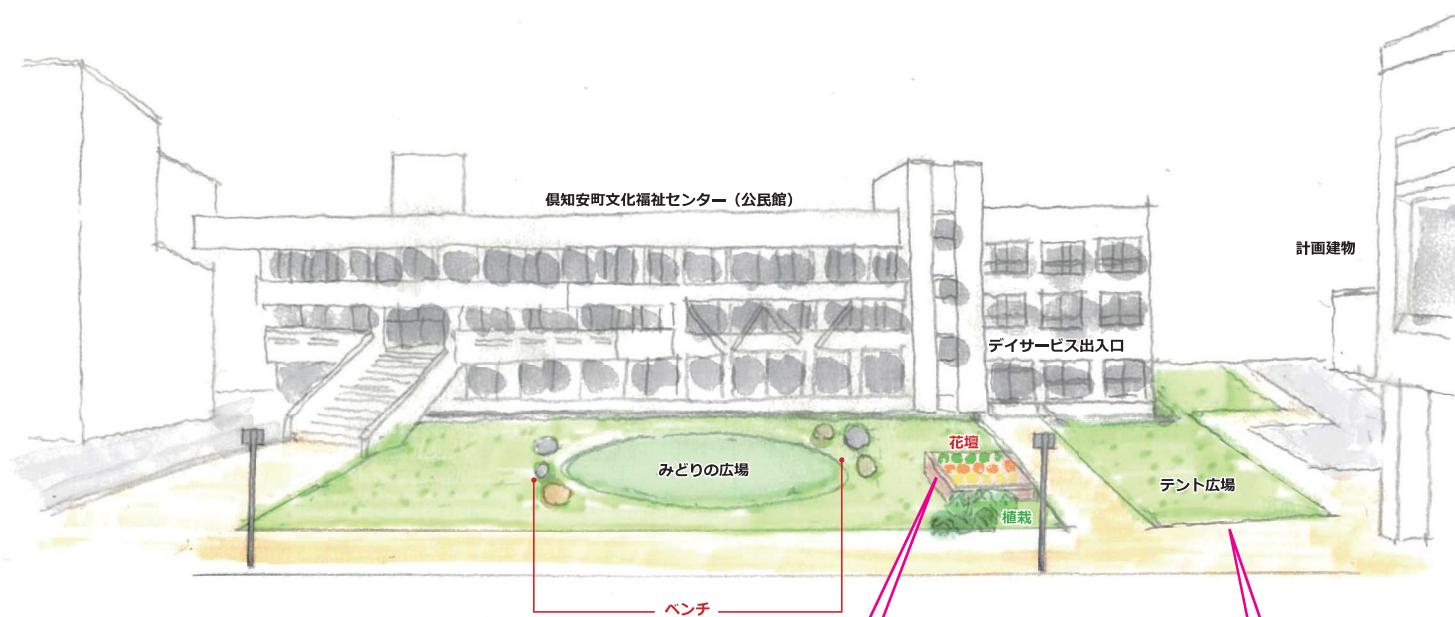 倶知安町文化福祉センター（公民館）
計画建物
デイサービス出入口
花壇
みどりの広場
テント広場
植栽
ベンチ